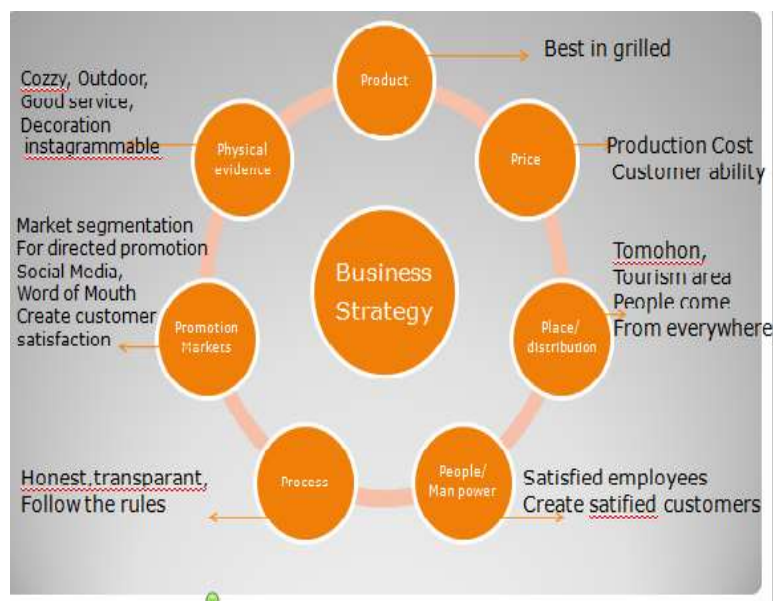 Product
Best in grilled
Price
Production Cost
Customer ability
Place/
distribution
Tomohon,
Tourism area
People come
From everywhere
People/
Man power
Satisfied employees
Create satified customers
Process
Honest,transparant,
Follow the rules
Promotion
Markets
Market segmentation
For directed promotion
Social Media,
Word of Mouth
Create customer
satisfaction
Physical
evidence
Cozzy, Outdoor,
Good service,
Decoration
instagrammable
Business
Strategy